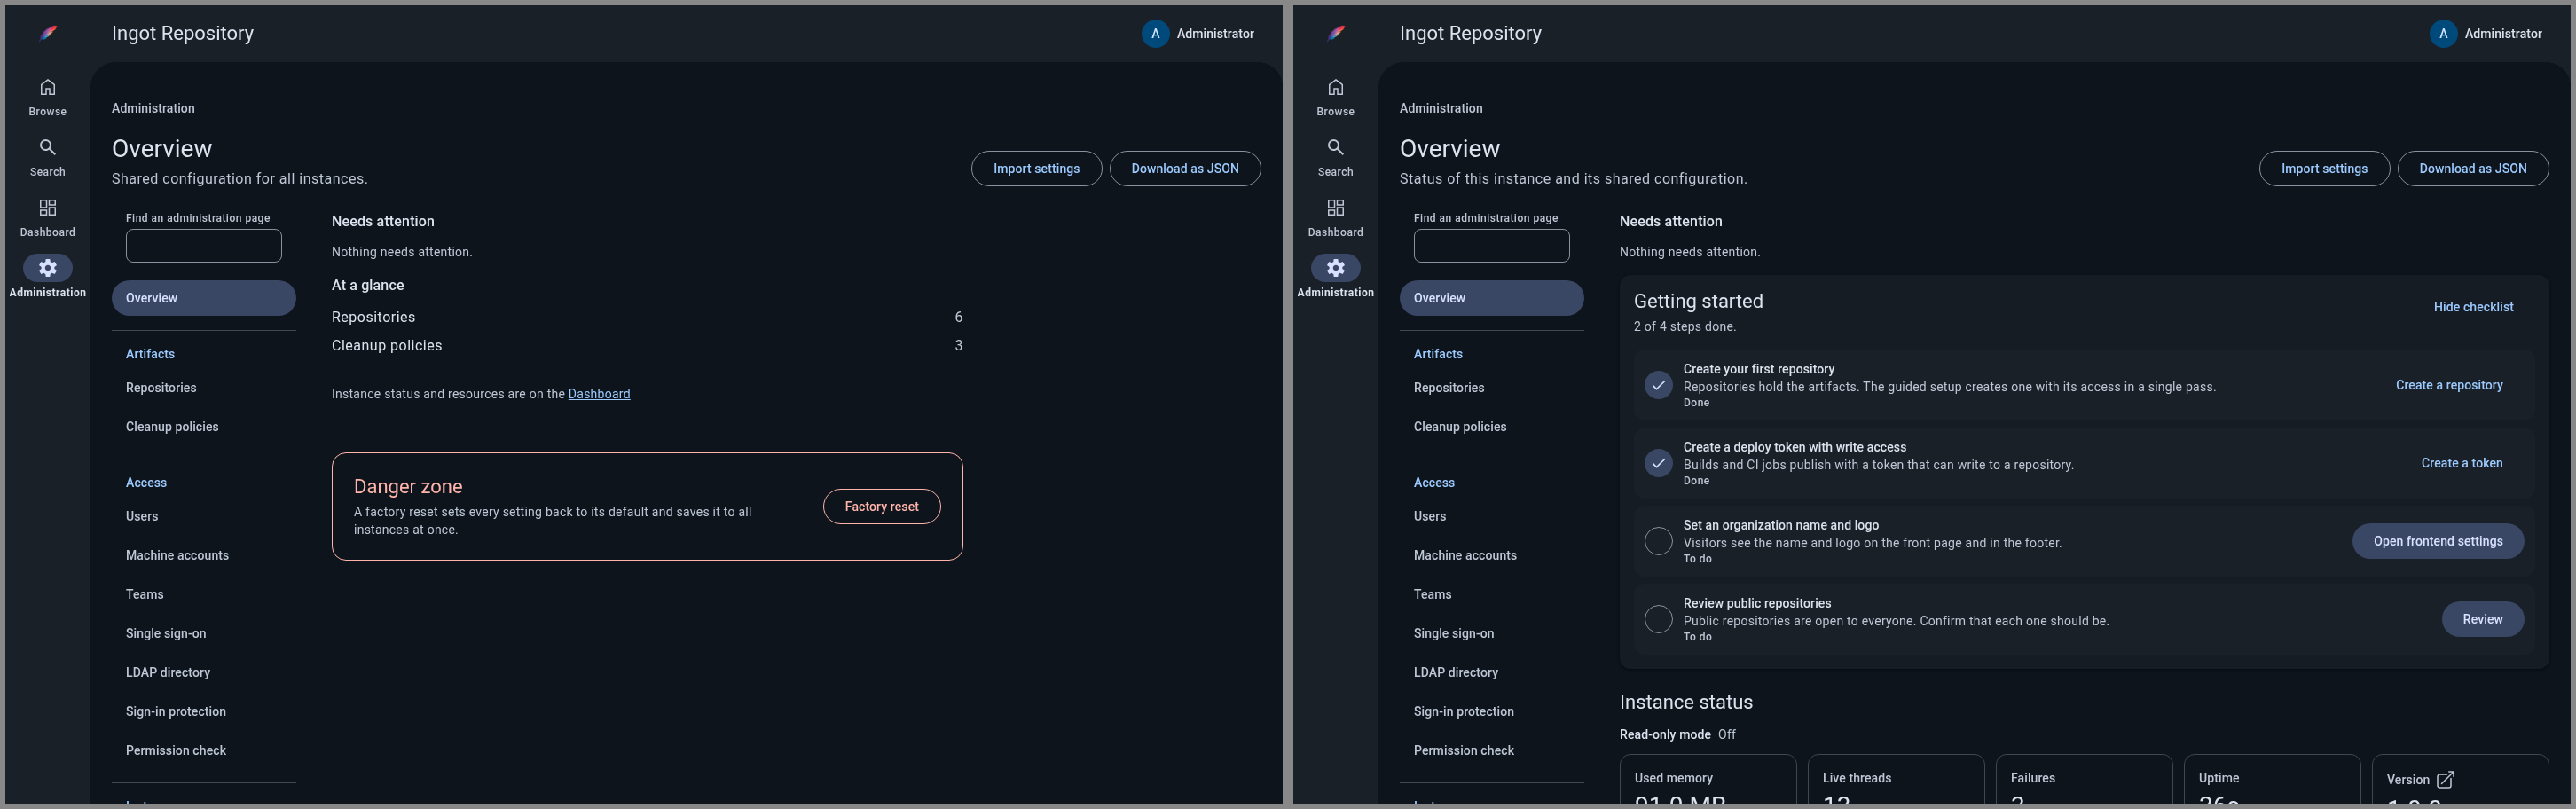 Ingot Repository
A Administrator
Browse
Search
Dashboard
Administration
Administration
Overview
Shared configuration for all instances.
Import settings
Download as JSON
Find an administration page
Overview
Artifacts
Repositories
Cleanup policies
Access
Users
Machine accounts
Teams
Single sign-on
LDAP directory
Sign-in protection
Permission check
Needs attention
Nothing needs attention.
At a glance
Repositories 6
Cleanup policies 3
Instance status and resources are on the Dashboard
Danger zone
A factory reset sets every setting back to its default and saves it to all
instances at once.
Factory reset
Ingot Repository
A Administrator
Browse
Search
Dashboard
Administration
Administration
Overview
Status of this instance and its shared configuration.
Import settings
Download as JSON
Find an administration page
Overview
Artifacts
Repositories
Cleanup policies
Access
Users
Machine accounts
Teams
Single sign-on
LDAP directory
Sign-in protection
Permission check
Needs attention
Nothing needs attention.
Getting started
2 of 4 steps done.
Hide checklist
Create your first repository
Repositories hold the artifacts. The guided setup creates one with its access in a single pass.
Done
Create a repository
Create a deploy token with write access
Builds and CI jobs publish with a token that can write to a repository.
Done
Create a token
Set an organization name and logo
Visitors see the name and logo on the front page and in the footer.
To do
Open frontend settings
Review public repositories
Public repositories are open to everyone. Confirm that each one should be.
To do
Review
Instance status
Read-only mode Off
Used memory
Live threads
Failures
Uptime
Version